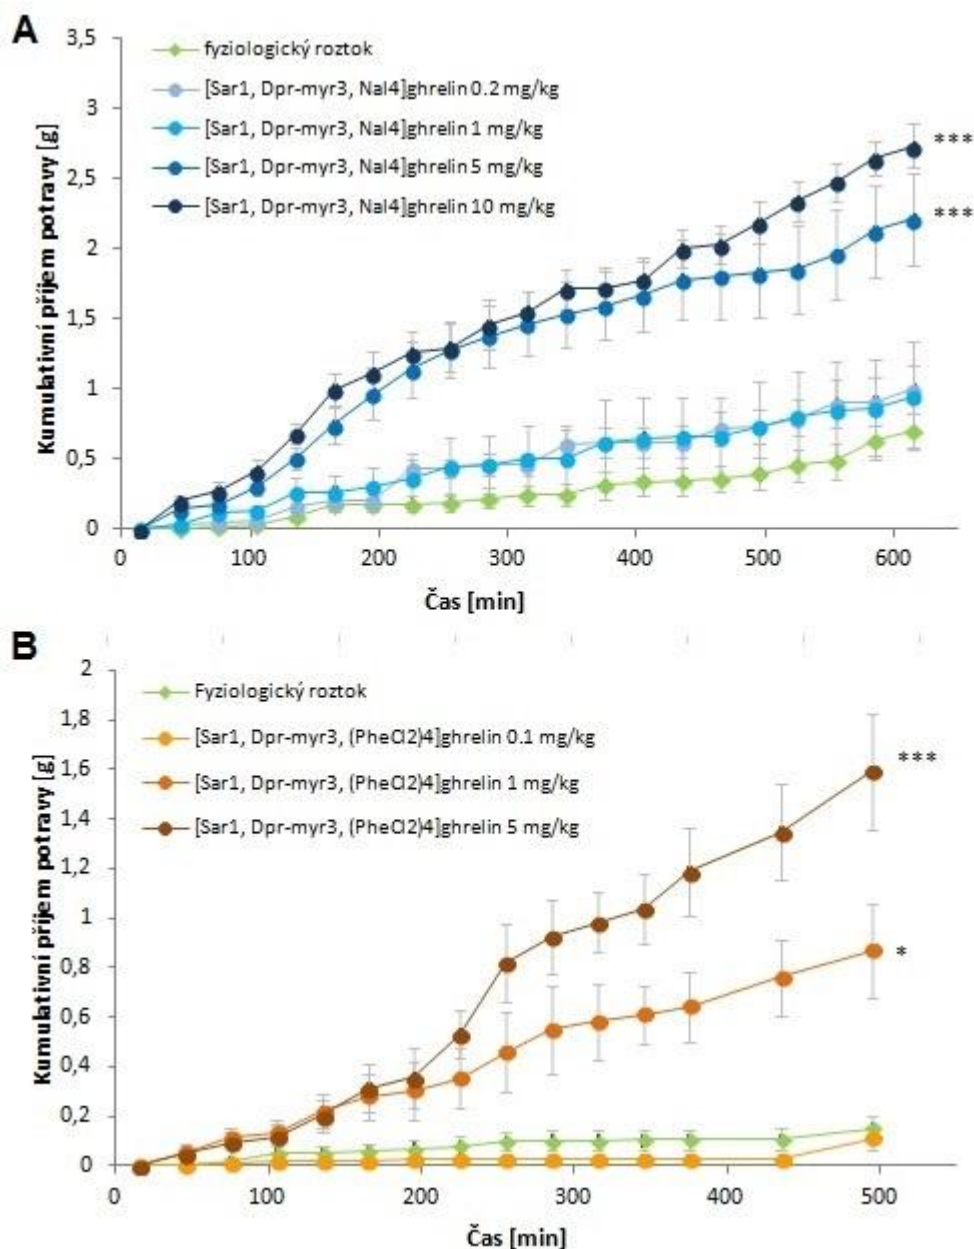 A
Kumulativní příjem potravy [g]
3,5
3
2,5
2
1,5
1
0,5
0
fyziologický roztok
[Sar1, Dpr-myr3, Nal4]ghrelin 0.2 mg/kg
[Sar1, Dpr-myr3, Nal4]ghrelin 1 mg/kg
[Sar1, Dpr-myr3, Nal4]ghrelin 5 mg/kg
[Sar1, Dpr-myr3, Nal4]ghrelin 10 mg/kg
***
***
0 100 200 300 400 500 600
Čas [min]
B
Kumulativní příjem potravy [g]
2
1,8
1,6
1,4
1,2
1
0,8
0,6
0,4
0,2
0
Fyziologický roztok
[Sar1, Dpr-myr3, (PheCl2)4]ghrelin 0.1 mg/kg
[Sar1, Dpr-myr3, (PheCl2)4]ghrelin 1 mg/kg
[Sar1, Dpr-myr3, (PheCl2)4]ghrelin 5 mg/kg
***
*
0 100 200 300 400 500
Čas [min]